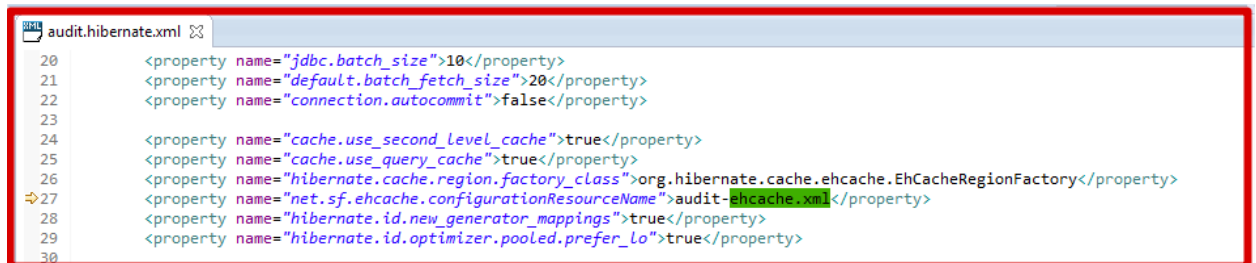 audit.hibernate.xml
20 <property name="jdbc.batch_size">10</property>
21 <property name="default.batch_fetch_size">20</property>
22 <property name="connection.autocommit">false</property>
23
24 <property name="cache.use_second_level_cache">true</property>
25 <property name="cache.use_query_cache">true</property>
26 <property name="hibernate.cache.region.factory_class">org.hibernate.cache.ehcache.EhCacheRegionFactory</property>
27 <property name="net.sf.ehcache.configurationResourceName">audit-ehcache.xml</property>
28 <property name="hibernate.id.new_generator_mappings">true</property>
29 <property name="hibernate.id.optimizer.pooled.prefer_lo">true</property>
30